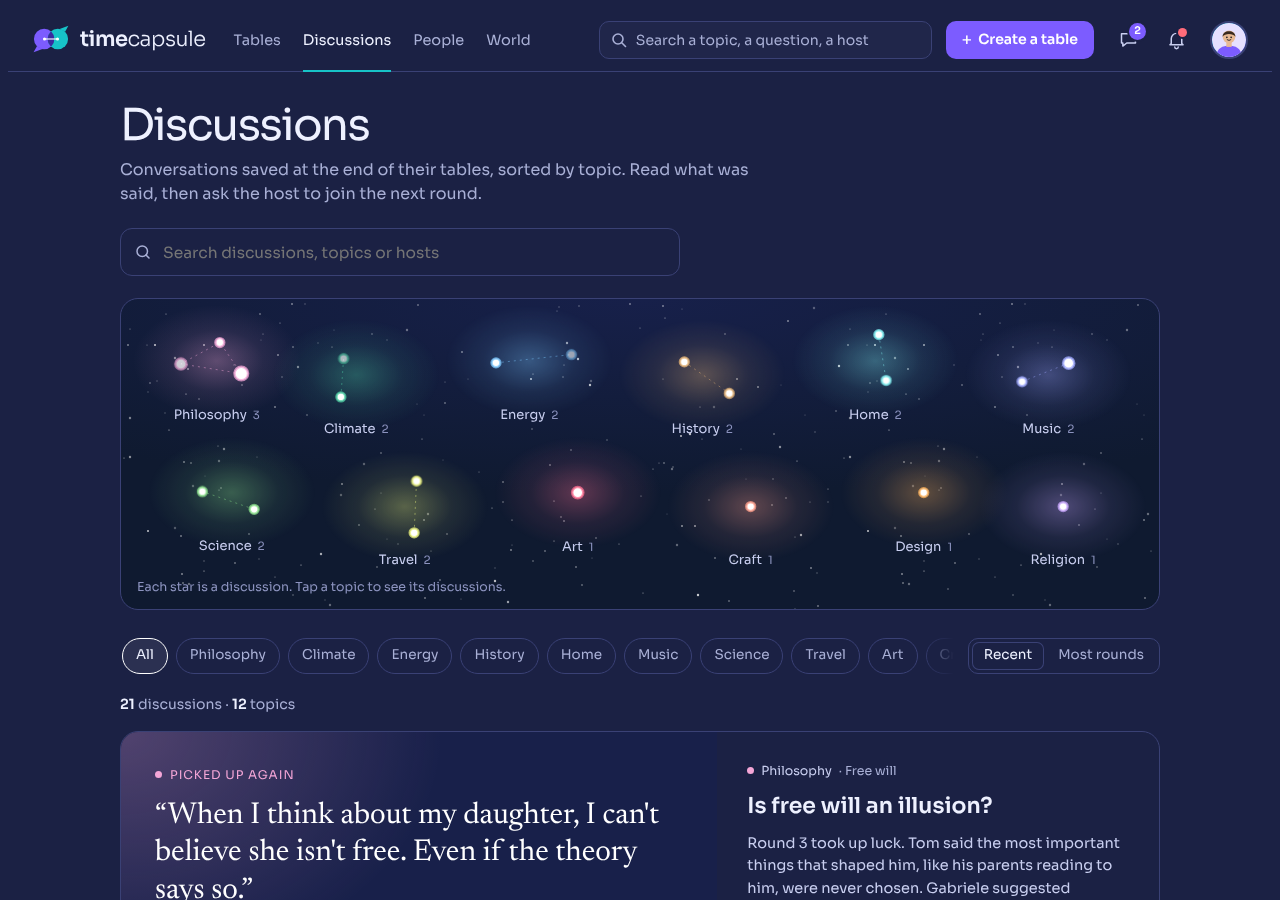 timecapsule
Tables
Discussions
People
World
Search a topic, a question, a host
+ Create a table
2
Discussions
Conversations saved at the end of their tables, sorted by topic. Read what was
said, then ask the host to join the next round.
Search discussions, topics or hosts
Philosophy 3
Climate 2
Energy 2
History 2
Home 2
Music 2
Science 2
Travel 2
Art 1
Craft 1
Design 1
Religion 1
Each star is a discussion. Tap a topic to see its discussions.
All
Philosophy
Climate
Energy
History
Home
Music
Science
Travel
Art
Recent
Most rounds
21 discussions · 12 topics
PICKED UP AGAIN
“When I think about my daughter, I can't
believe she isn't free. Even if the theory
says so.”
Philosophy · Free will
Is free will an illusion?
Round 3 took up luck. Tom said the most important
things that shaped him, like his parents reading to
him, were never chosen. Gabriele suggested